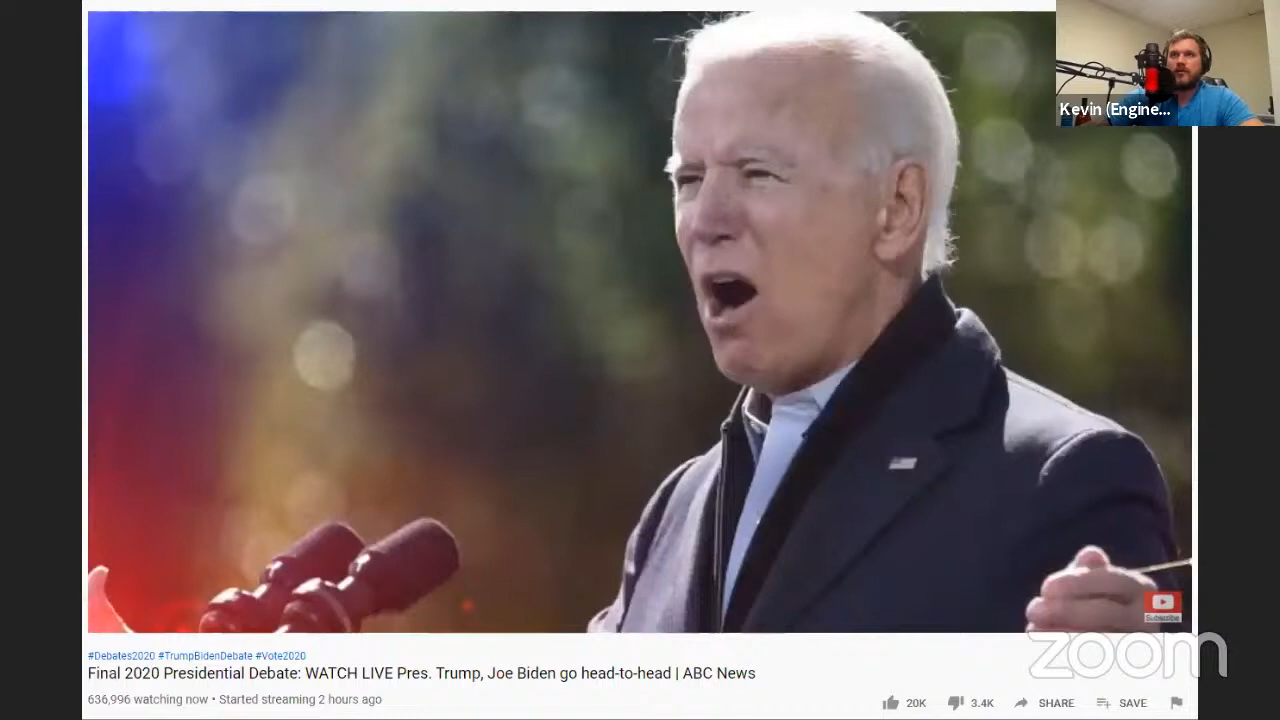 Kevin (Engine...
Subscribe
zoom
#Debates2020 #TrumpBidenDebate #Vote2020
Final 2020 Presidential Debate: WATCH LIVE Pres. Trump, Joe Biden go head-to-head | ABC News
636,996 watching now • Started streaming 2 hours ago
20K 3.4K SHARE SAVE